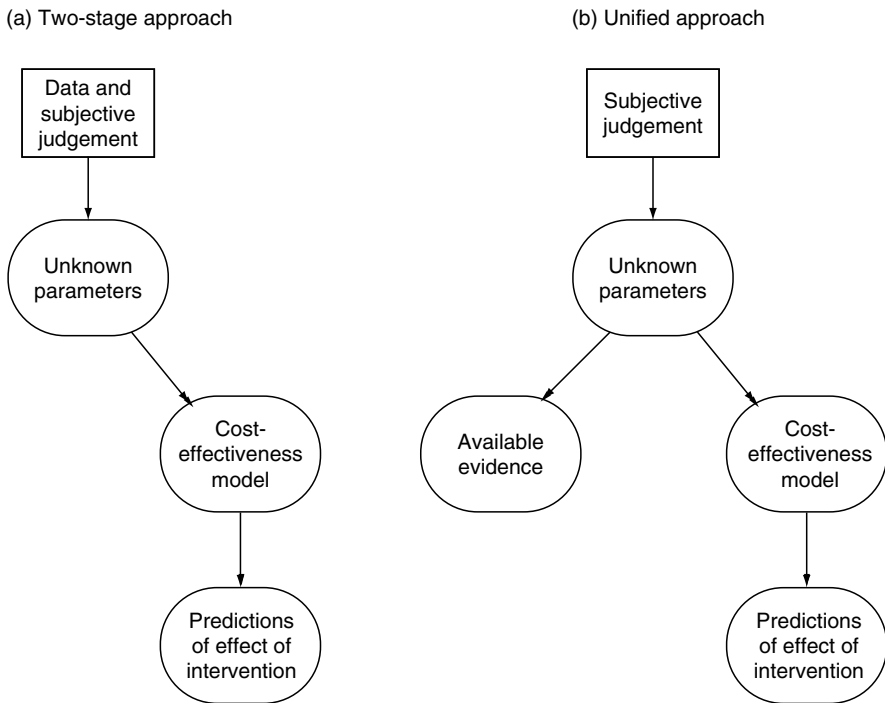 (a) Two-stage approach
Data and
subjective
judgement
Unknown
parameters
Cost-
effectiveness
model
Predictions
of effect of
intervention
(b) Unified approach
Subjective
judgement
Unknown
parameters
Available
evidence
Cost-
effectiveness
model
Predictions
of effect of
intervention